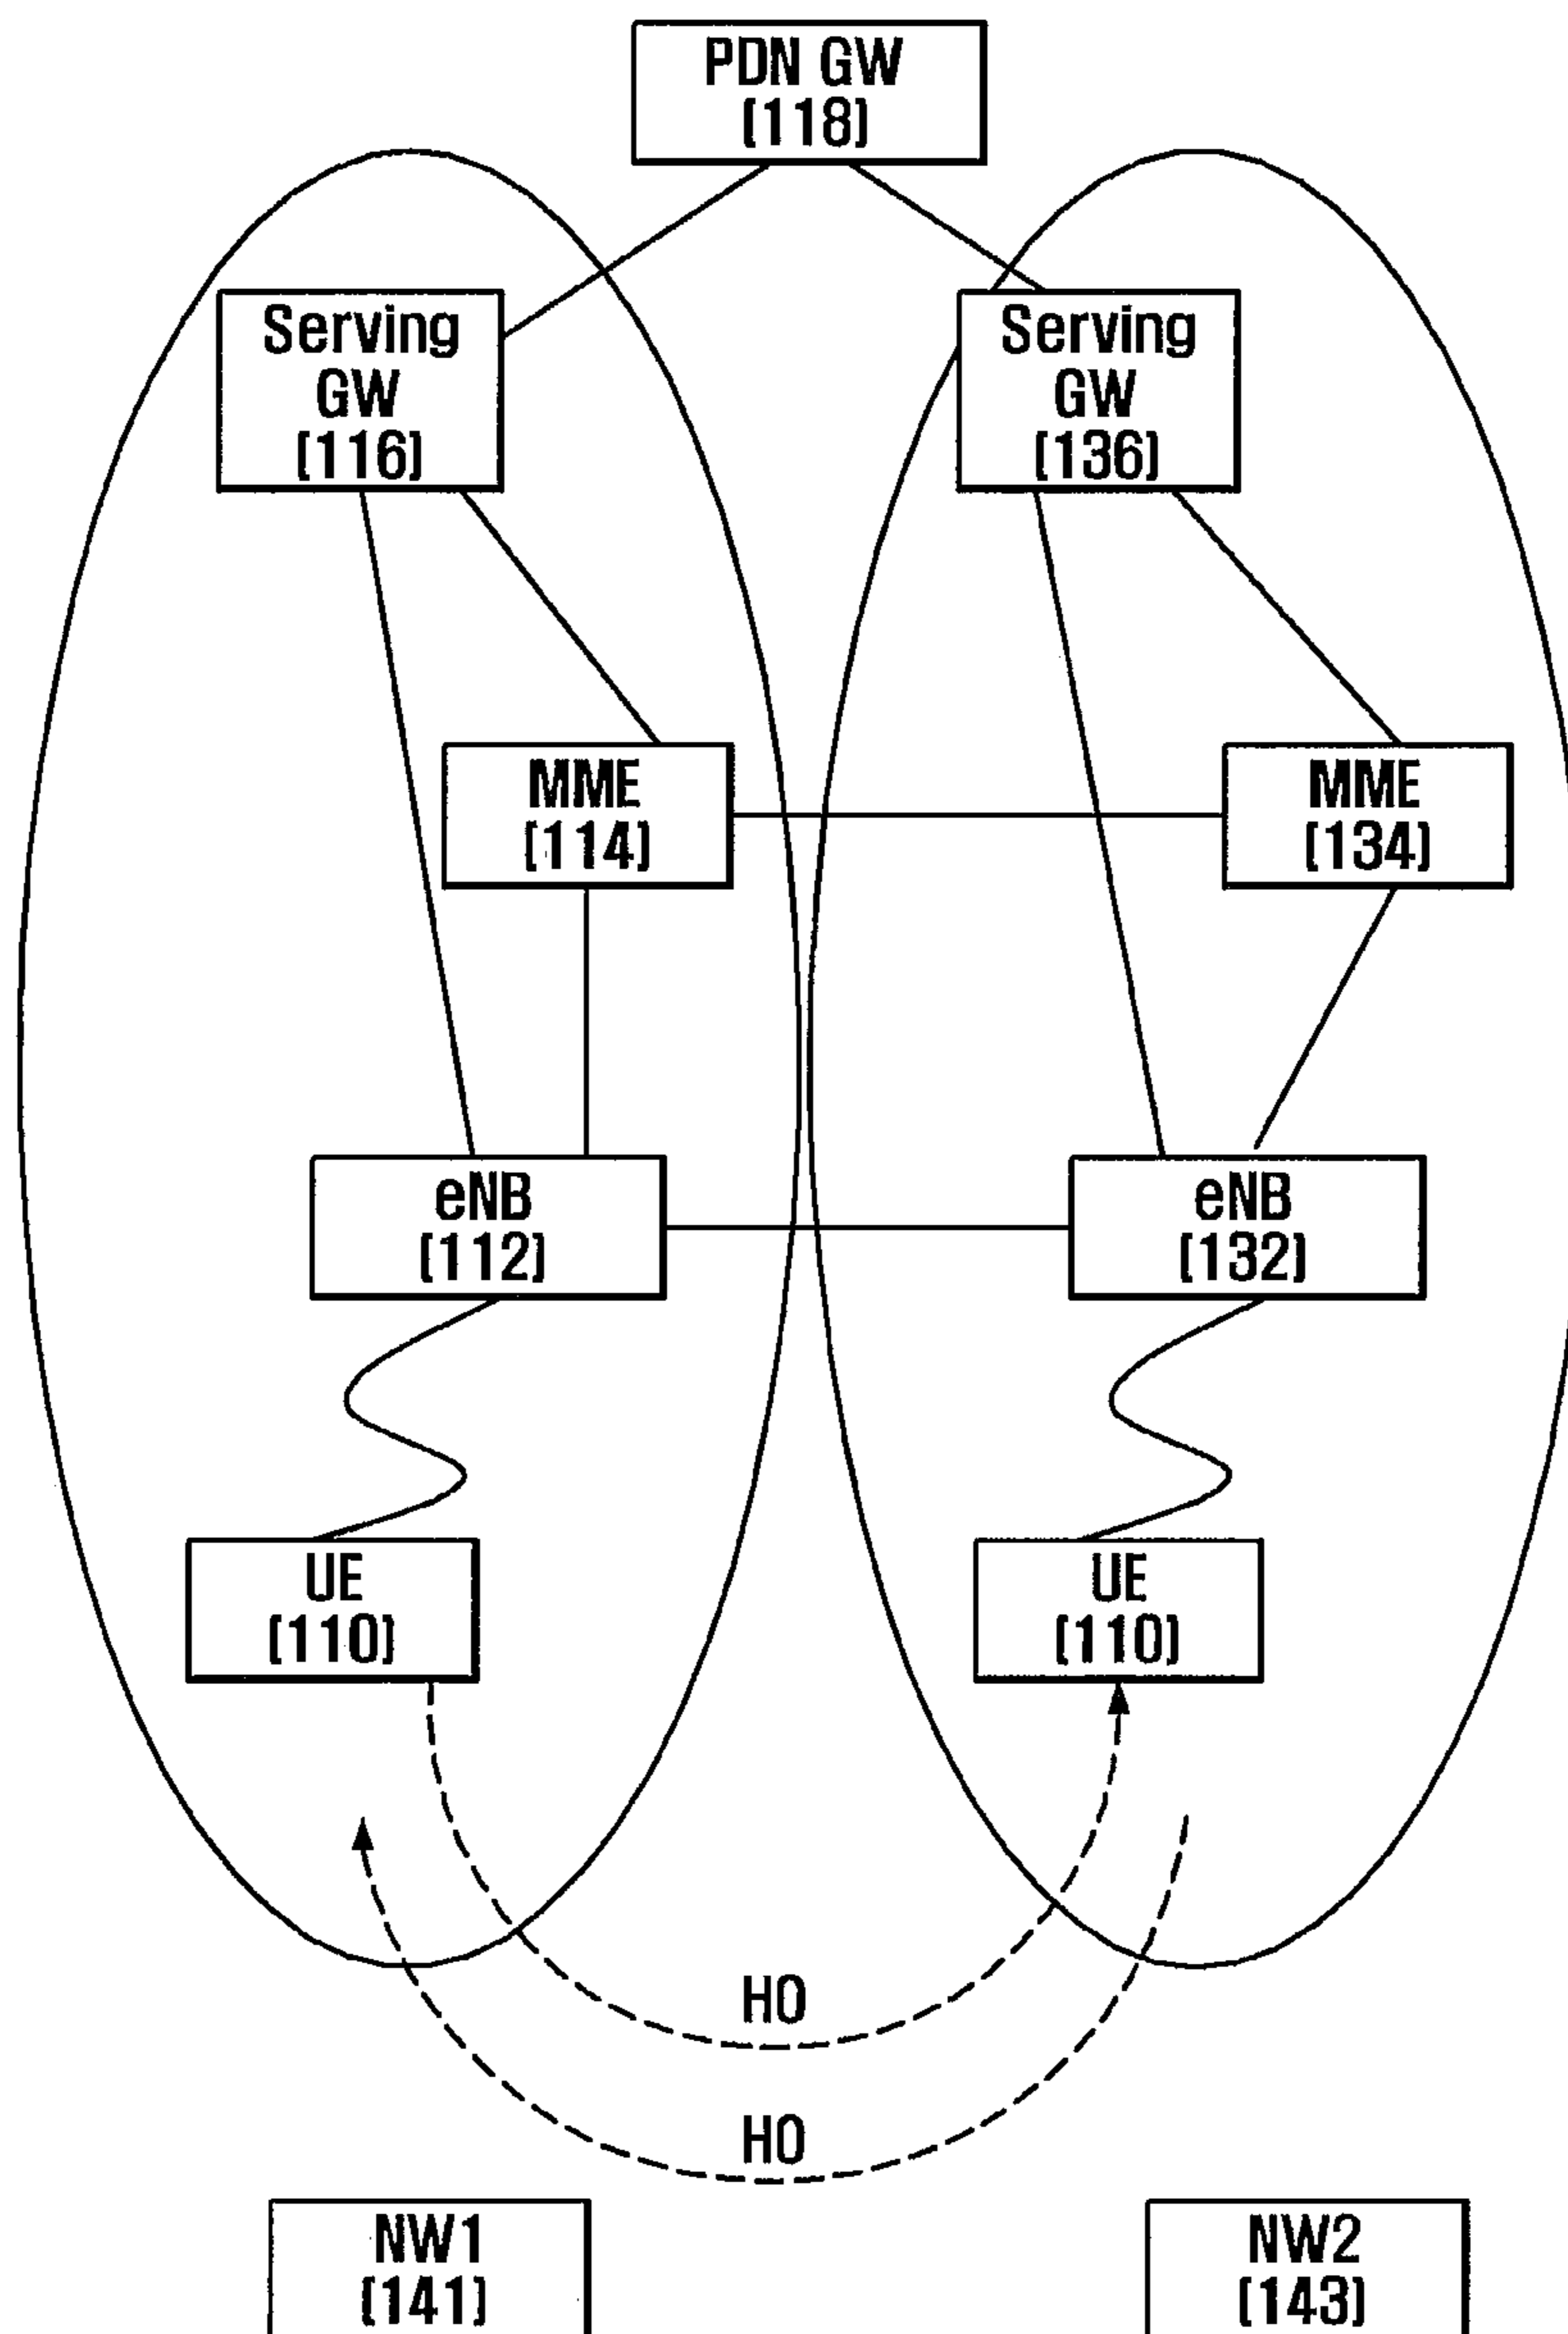 PDN GW
[118]
Serving
GW
[116]
Serving
GW
[136]
MME
[114]
MME
[134]
eNB
[112]
eNB
[132]
UE
[110]
UE
[110]
HO
HO
NW1
[141]
NW2
[143]